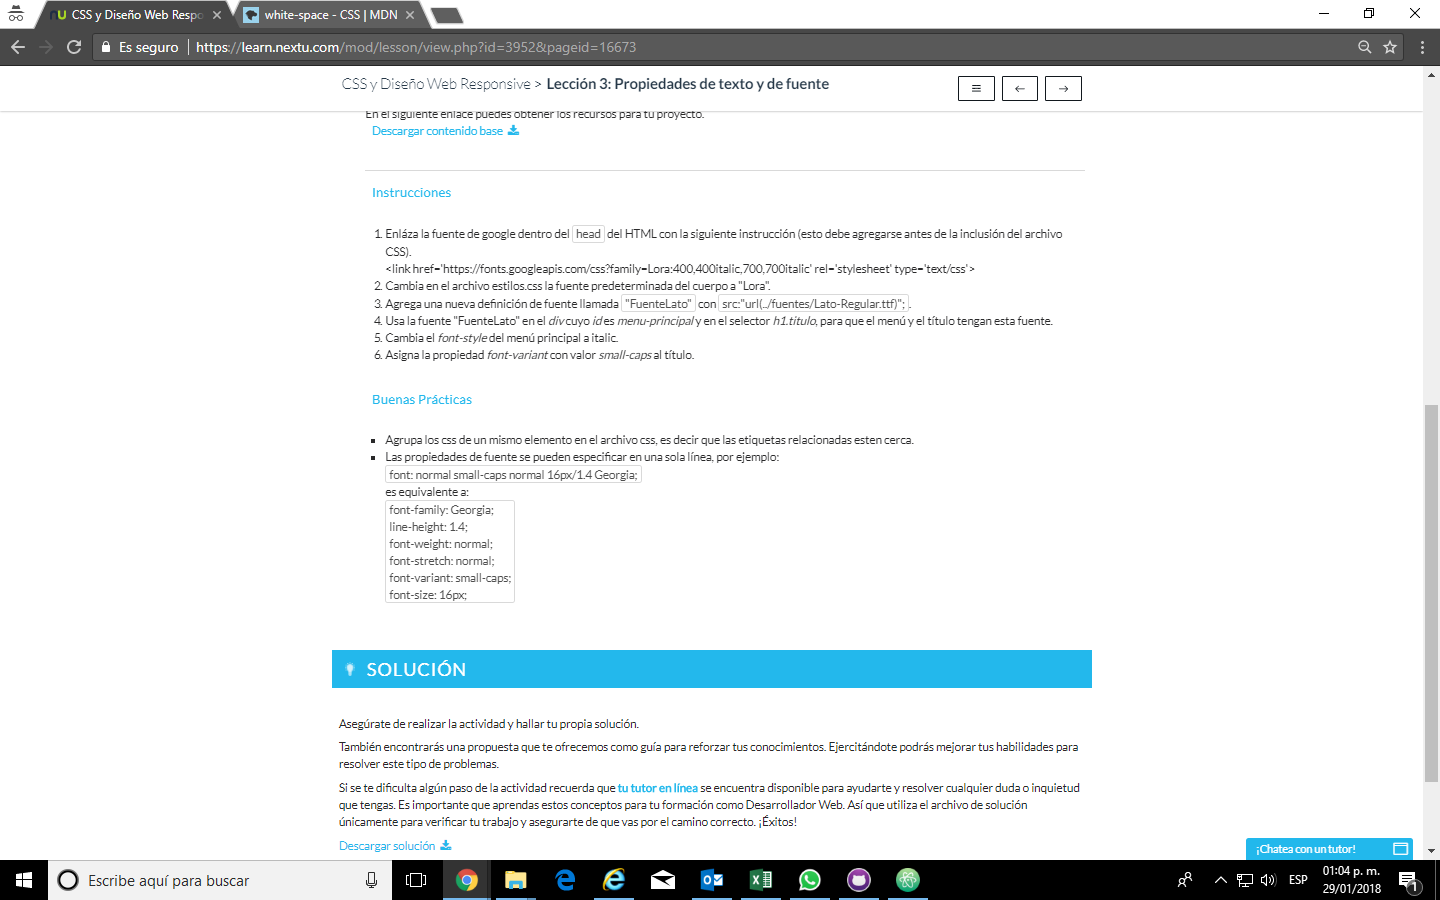 CSS y Diseño Web Respo
white-space - CSS | MDN
Es seguro
https://learn.nextu.com/mod/lesson/view.php?id=3952&pageid=16673
CSS y Diseño Web Responsive > Lección 3: Propiedades de texto y de fuente
En el siguiente enlace puedes obtener los recursos para tu proyecto.
Descargar contenido base
Instrucciones
1. Enláza la fuente de google dentro del head del HTML con la siguiente instrucción (esto debe agregarse antes de la inclusión del archivo
CSS).
<link href='https://fonts.googleapis.com/css?family=Lora:400,400italic,700,700italic' rel='stylesheet' type='text/css'>
2. Cambia en el archivo estilos.css la fuente predeterminada del cuerpo a "Lora".
3. Agrega una nueva definición de fuente llamada "FuenteLato" con src:"url(../fuentes/Lato-Regular.ttf)"; .
4. Usa la fuente "FuenteLato" en el div cuyo id es menu-principal y en el selector h1.titulo, para que el menú y el título tengan esta fuente.
5. Cambia el font-style del menú principal a italic.
6. Asigna la propiedad font-variant con valor small-caps al título.
Buenas Prácticas
Agrupa los css de un mismo elemento en el archivo css, es decir que las etiquetas relacionadas esten cerca.
Las propiedades de fuente se pueden especificar en una sola línea, por ejemplo:
font: normal small-caps normal 16px/1.4 Georgia;
es equivalente a:
font-family: Georgia;
line-height: 1.4;
font-weight: normal;
font-stretch: normal;
font-variant: small-caps;
font-size: 16px;
SOLUCIÓN
Asegúrate de realizar la actividad y hallar tu propia solución.
También encontrarás una propuesta que te ofrecemos como guía para reforzar tus conocimientos. Ejercitándote podrás mejorar tus habilidades para
resolver este tipo de problemas.
Si se te dificulta algún paso de la actividad recuerda que tu tutor en línea se encuentra disponible para ayudarte y resolver cualquier duda o inquietud
que tengas. Es importante que aprendas estos conceptos para tu formación como Desarrollador Web. Así que utiliza el archivo de solución
únicamente para verificar tu trabajo y asegurarte de que vas por el camino correcto. ¡Éxitos!
Descargar solución
¡Chatea con un tutor!
Escribe aquí para buscar
ESP
01:04 p. m.
29/01/2018
1